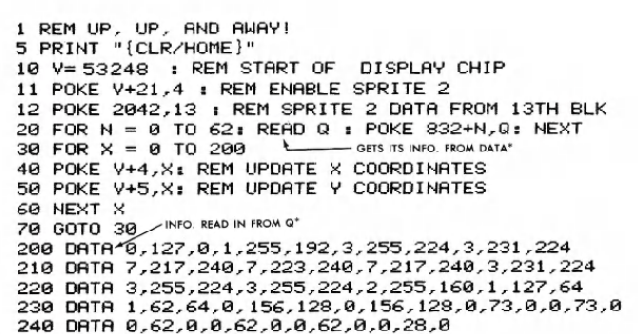 1 REM UP, UP, AND AWAY!
5 PRINT "{CLR/HOME}"
10 V= 53248 : REM START OF DISPLAY CHIP
11 POKE V+21,4 : REM ENABLE SPRITE 2
12 POKE 2042,13 : REM SPRITE 2 DATA FROM 13TH BLK
20 FOR N = 0 TO 62: READ Q : POKE 832+N,Q: NEXT
30 FOR X = 0 TO 200
GETS ITS INFO. FROM DATA*
40 POKE V+4,X: REM UPDATE X COORDINATES
50 POKE V+5,X: REM UPDATE Y COORDINATES
60 NEXT X
70 GOTO 30
INFO. READ IN FROM Q*
200 DATA 0,127,0,1,255,192,3,255,224,3,231,224
210 DATA 7,217,240,7,223,240,7,217,240,3,231,224
220 DATA 3,255,224,3,255,224,2,255,160,1,127,64
230 DATA 1,62,64,0,156,128,0,156,128,0,73,0,0,73,0
240 DATA 0,62,0,0,62,0,0,62,0,0,28,0